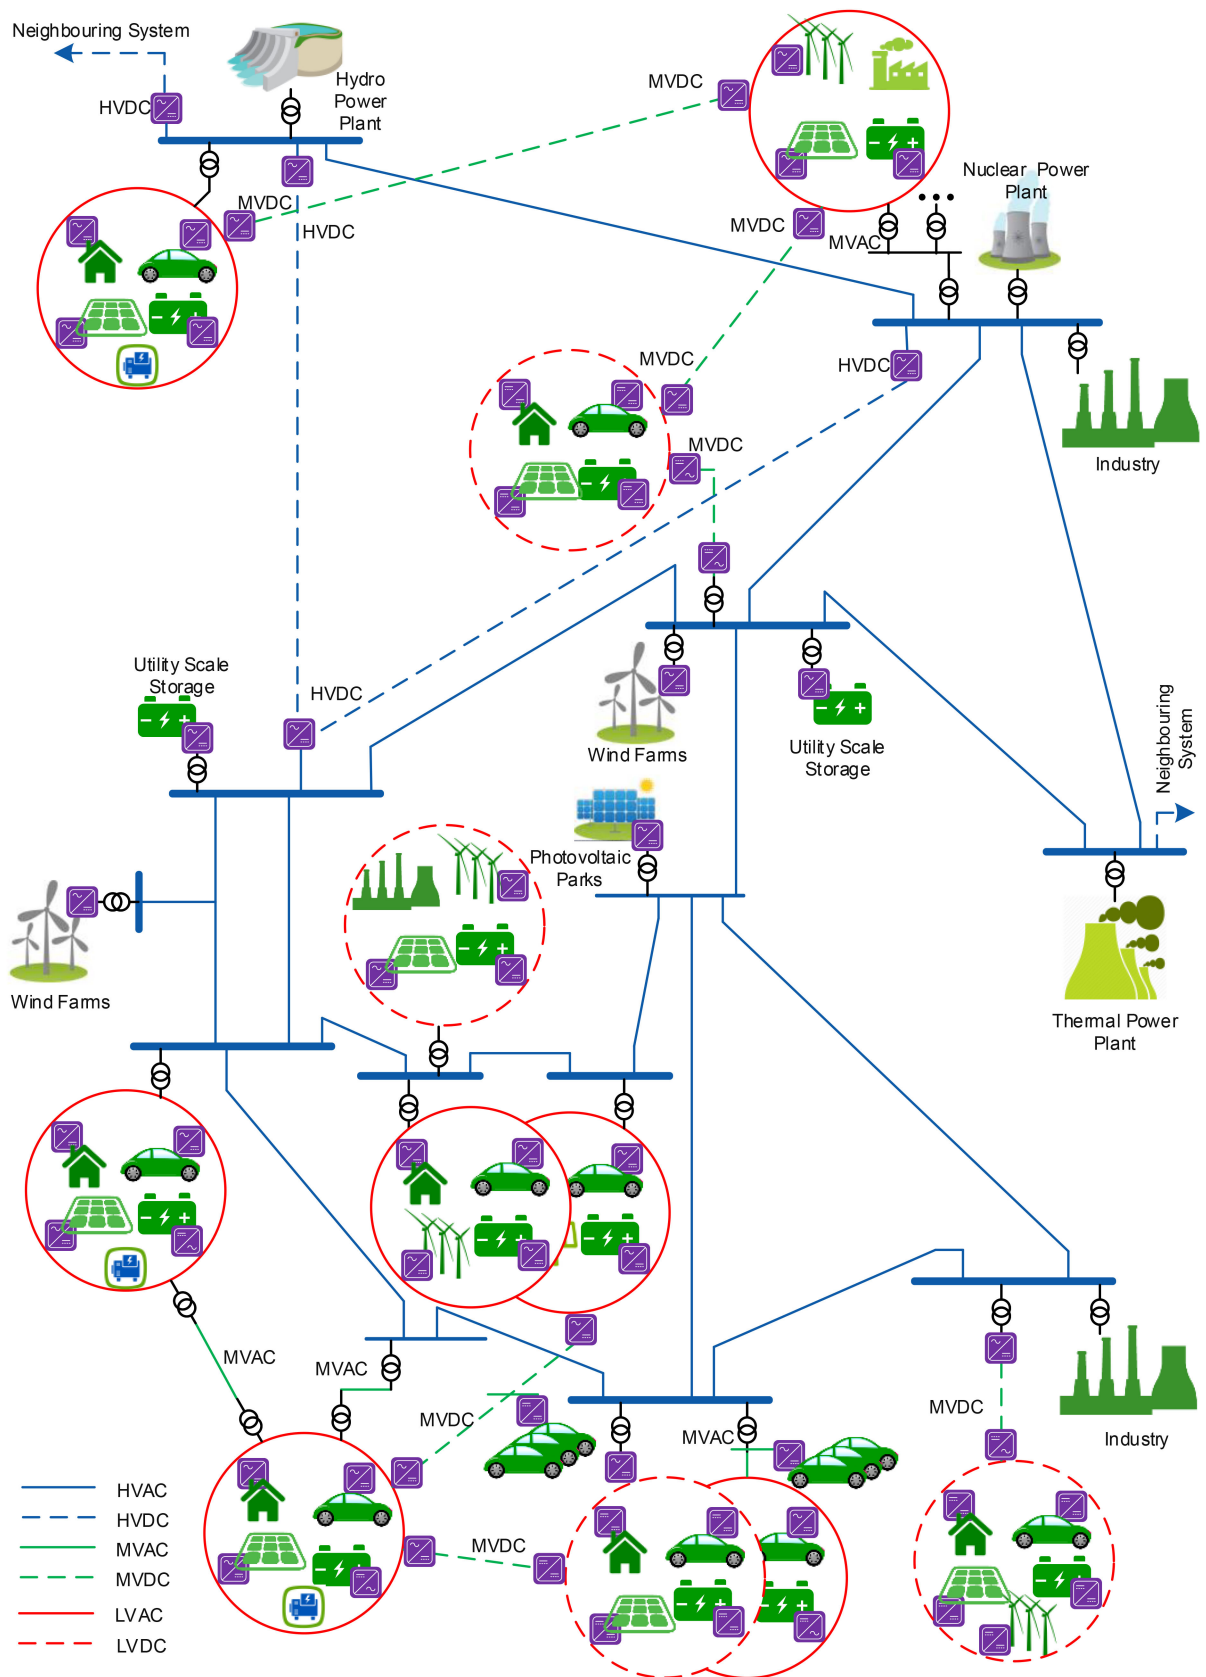 Neighbouring System
HVDC
Hydro
Power
Plant
MVDC
MVDC
HVDC
MVDC
Nuclear Power
Plant
MVAC
MVDC
HVDC
MVDC
Industry
Utility Scale
Storage
HVDC
Wind Farms
Utility Scale
Storage
Neighbouring
System
Photovoltaic
Parks
Wind Farms
Thermal Power
Plant
MVAC
MVAC
MVDC
MVAC
MVDC
Industry
MVDC
HVAC
HVDC
MVAC
MVDC
LVAC
LVDC